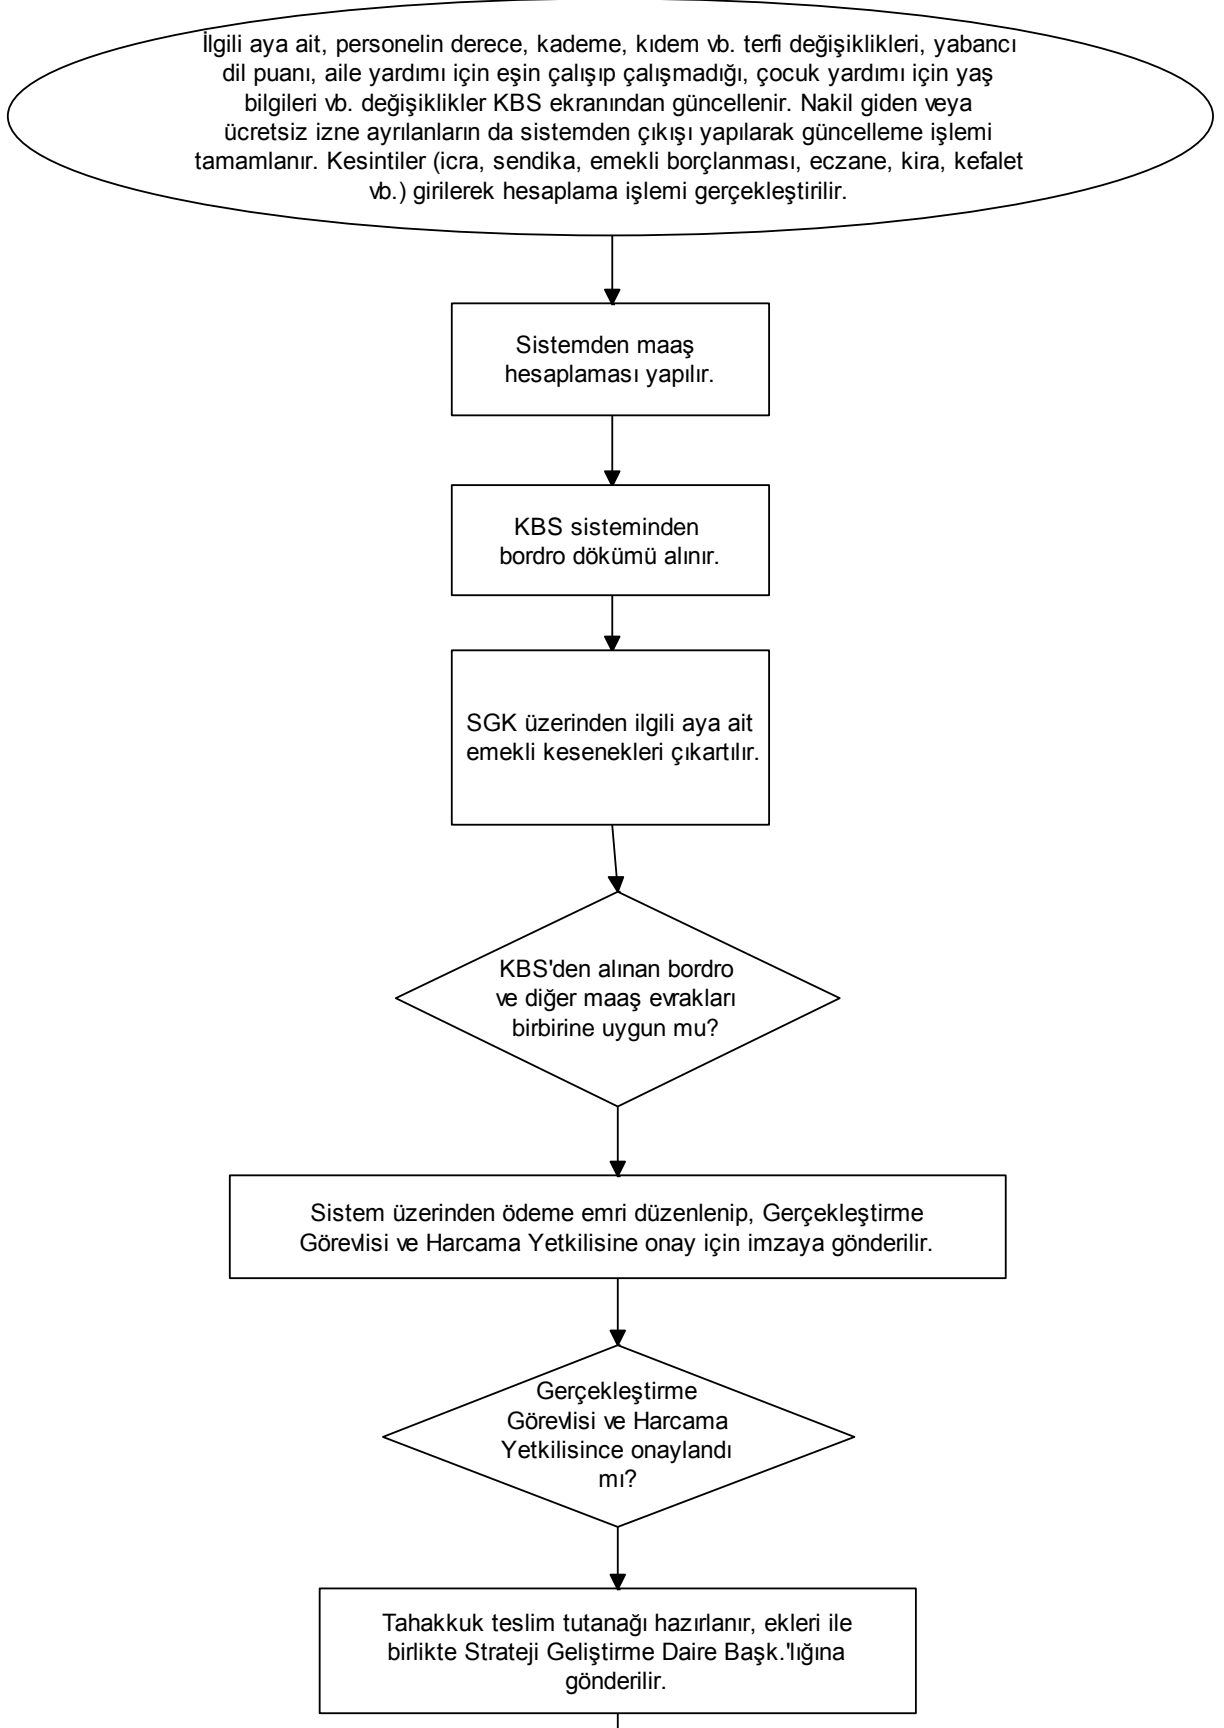 İlgili aya ait, personelin derece, kademe, kıdem vb. terfi değişiklikleri, yabancı
dil puanı, aile yardımı için eşin çalışıp çalışmadığı, çocuk yardımı için yaş
bilgileri vb. değişiklikler KBS ekranından güncellenir. Nakil giden veya
ücretsiz izne ayrılanların da sistemden çıkışı yapılarak güncelleme işlemi
tamamlanır. Kesintiler (icra, sendika, emekli borçlanması, eczane, kira, kefalet
vb.) girilerek hesaplama işlemi gerçekleştirilir.
Sistemden maaş
hesaplaması yapılır.
KBS sisteminden
bordro dökümü alınır.
SGK üzerinden ilgili aya ait
emekli kesenekleri çıkartılır.
KBS'den alınan bordro
ve diğer maaş evrakları
birbirine uygun mu?
Sistem üzerinden ödeme emri düzenlenip, Gerçekleştirme
Görevlisi ve Harcama Yetkilisine onay için imzaya gönderilir.
Gerçekleştirme
Görevlisi ve Harcama
Yetkilisince onaylandı
mı?
Tahakkuk teslim tutanağı hazırlanır, ekleri ile
birlikte Strateji Geliştirme Daire Başk.'lığına
gönderilir.